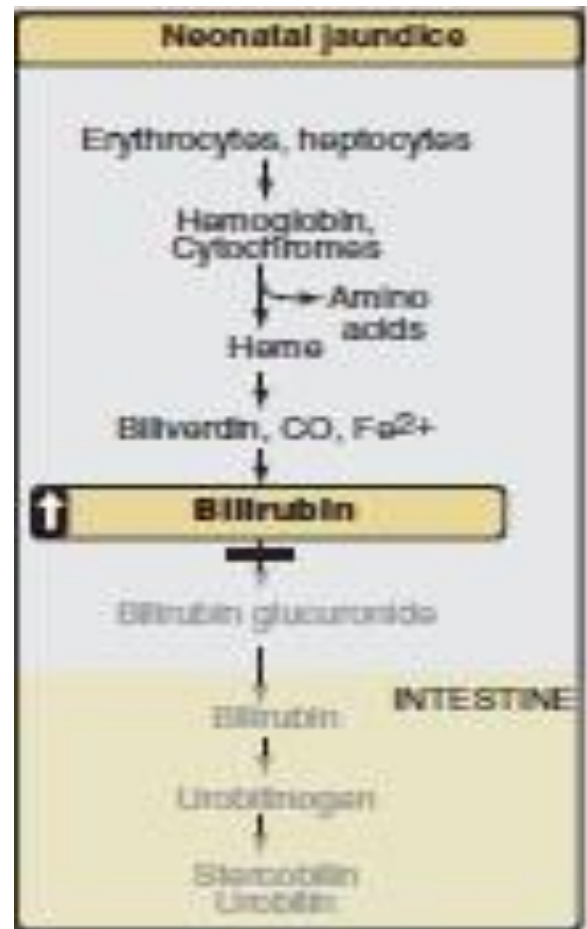 Neonatal jaundice
Erythrocytes, heptocytes
Hemoglobin,
Cytochromes
Amino
acids
Heme
Biliverdin, CO, Fe2+
Bilirubin
Bilirubin glucuronide
INTESTINE
Bilirubin
Urobilinogen
Stercobilin
Urobilin